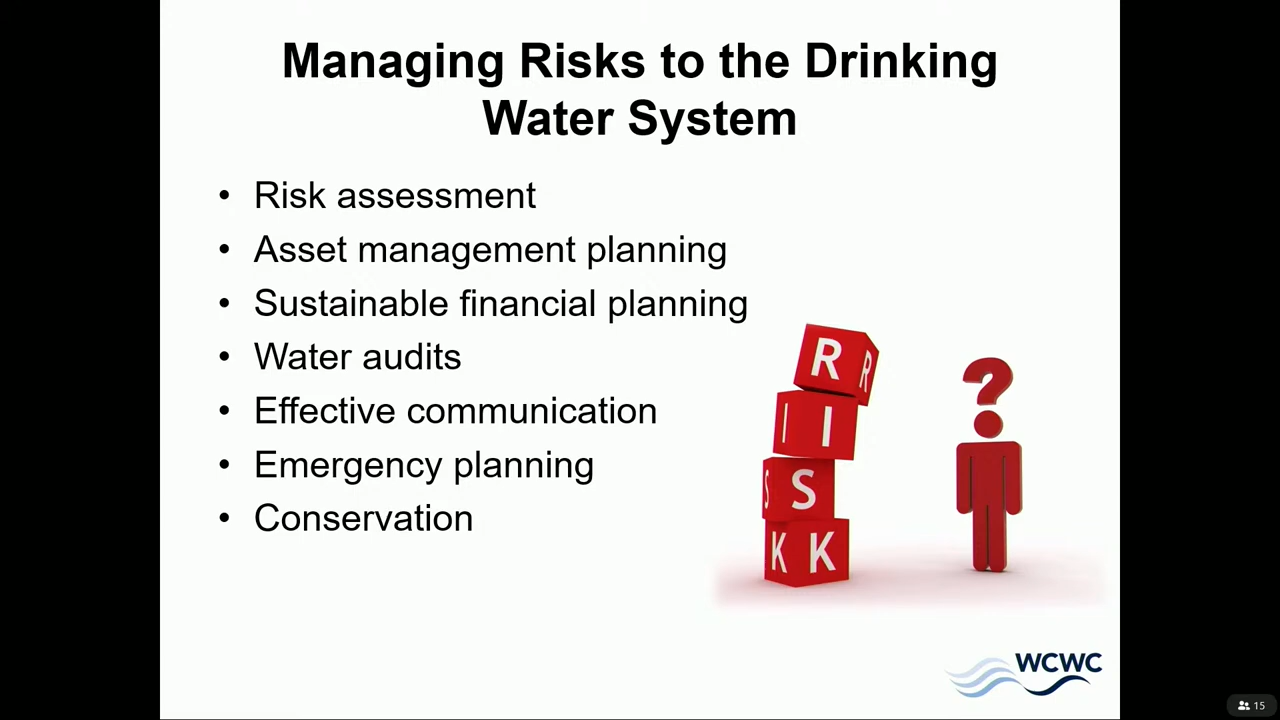 Managing Risks to the Drinking
Water System
• Risk assessment
• Asset management planning
• Sustainable financial planning
• Water audits
• Effective communication
• Emergency planning
• Conservation
R R
I I
S S
K K
?
WCWC
15